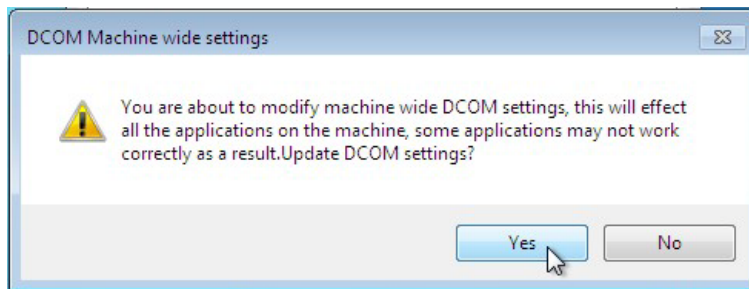 DCOM Machine wide settings
You are about to modify machine wide DCOM settings, this will effect
all the applications on the machine, some applications may not work
correctly as a result.Update DCOM settings?
Yes
No